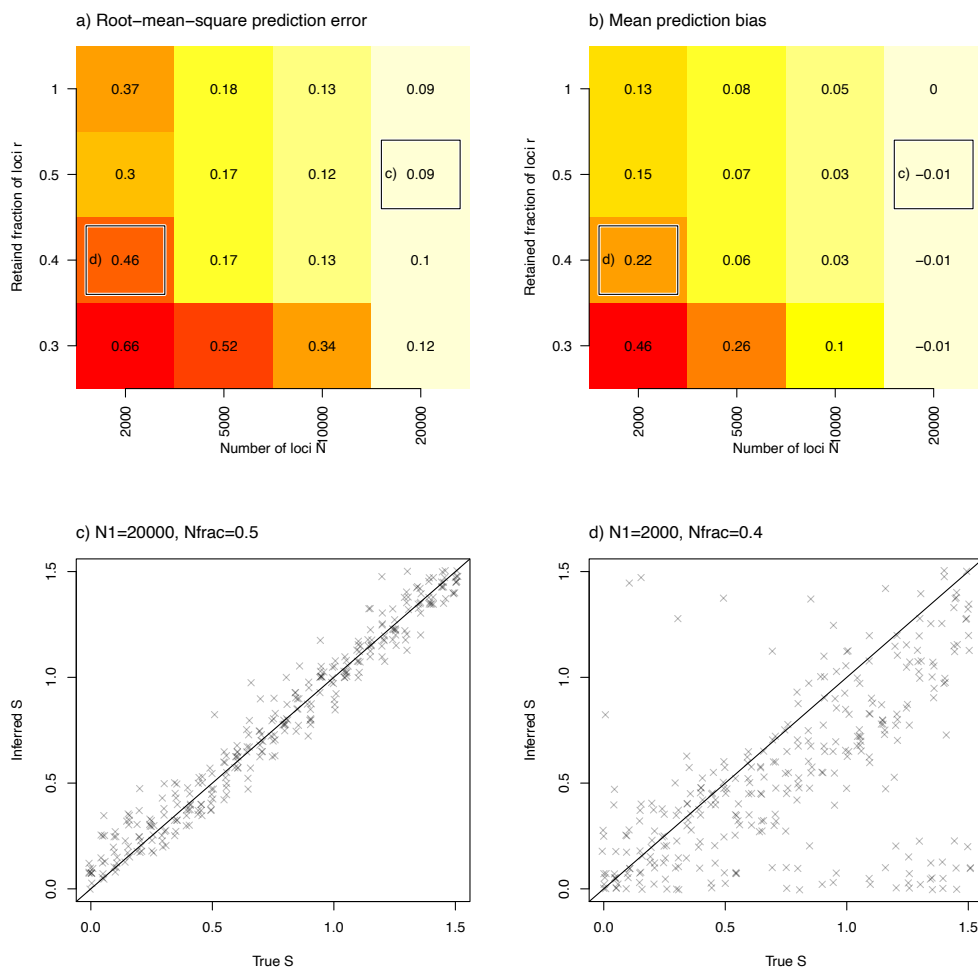 a) Root−mean−square prediction error
Retaind fraction of loci r
1
0.5
0.4
0.3
0.37 0.18 0.13 0.09
0.3 0.17 0.12 c) 0.09
d) 0.46 0.17 0.13 0.1
0.66 0.52 0.34 0.12
2000 5000 10000 20000
Number of loci N
b) Mean prediction bias
Retained fraction of loci r
1
0.5
0.4
0.3
0.13 0.08 0.05 0
0.15 0.07 0.03 c) −0.01
d) 0.22 0.06 0.03 −0.01
0.46 0.26 0.1 −0.01
2000 5000 10000 20000
Number of loci N
c) N1=20000, Nfrac=0.5
Inferred S
1.5
1.0
0.5
0.0
0.0 0.5 1.0 1.5
True S
d) N1=2000, Nfrac=0.4
Inferred S
1.5
1.0
0.5
0.0
0.0 0.5 1.0 1.5
True S